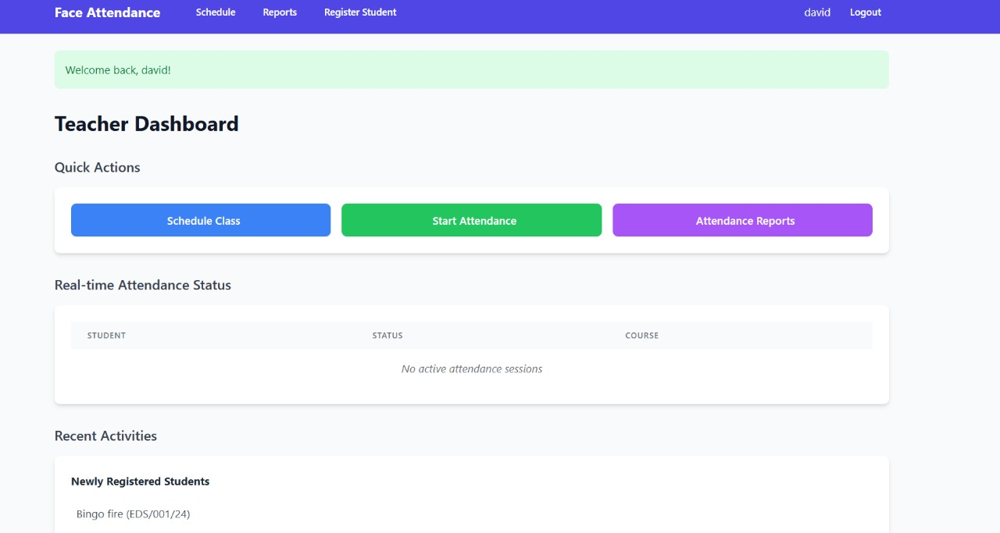 Face Attendance Schedule Reports Register Student david Logout
Welcome back, david!
Teacher Dashboard
Quick Actions
Schedule Class Start Attendance Attendance Reports
Real-time Attendance Status
STUDENT STATUS COURSE
No active attendance sessions
Recent Activities
Newly Registered Students
Bingo fire (EDS/001/24)